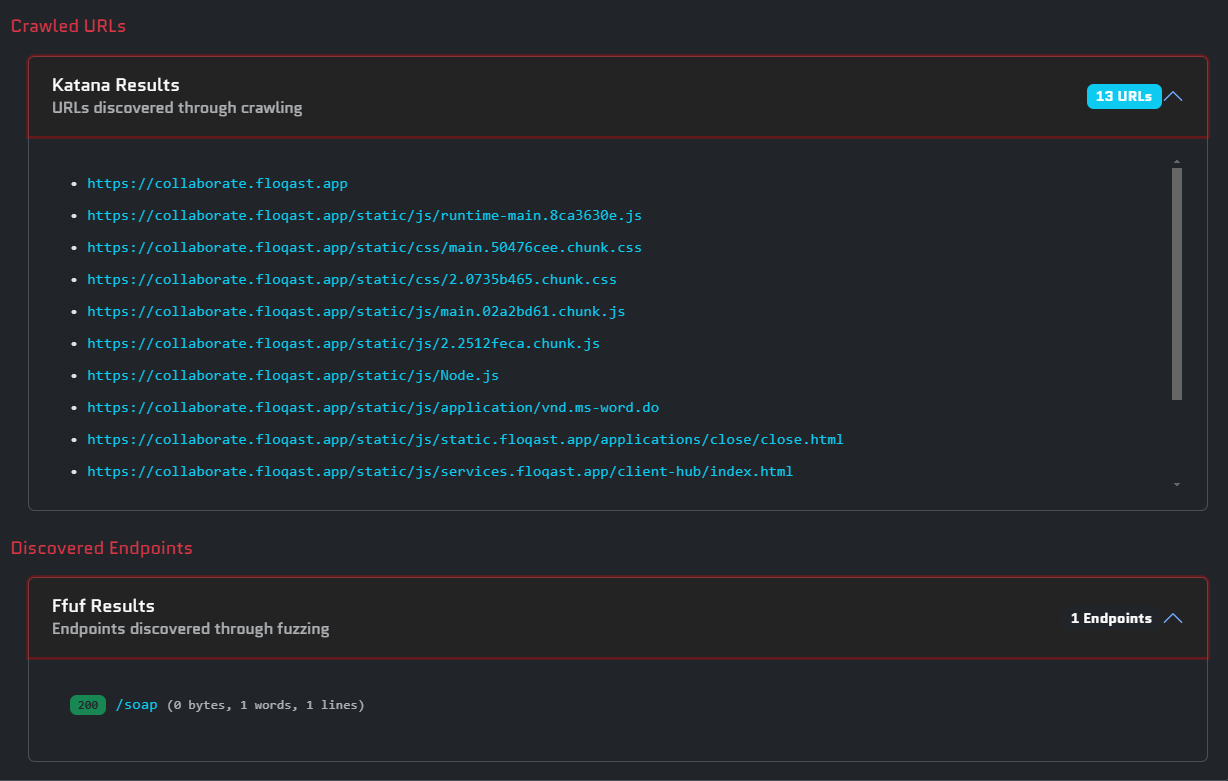 Crawled URLs
Katana Results
URLs discovered through crawling
13 URLs
https://collaborate.floqast.app
https://collaborate.floqast.app/static/js/runtime-main.8ca3630e.js
https://collaborate.floqast.app/static/css/main.50476cee.chunk.css
https://collaborate.floqast.app/static/css/2.0735b465.chunk.css
https://collaborate.floqast.app/static/js/main.02a2bd61.chunk.js
https://collaborate.floqast.app/static/js/2.2512feca.chunk.js
https://collaborate.floqast.app/static/js/Node.js
https://collaborate.floqast.app/static/js/application/vnd.ms-word.do
https://collaborate.floqast.app/static/js/static.floqast.app/applications/close/close.html
https://collaborate.floqast.app/static/js/services.floqast.app/client-hub/index.html
Discovered Endpoints
Ffuf Results
Endpoints discovered through fuzzing
1 Endpoints
200 /soap (0 bytes, 1 words, 1 lines)